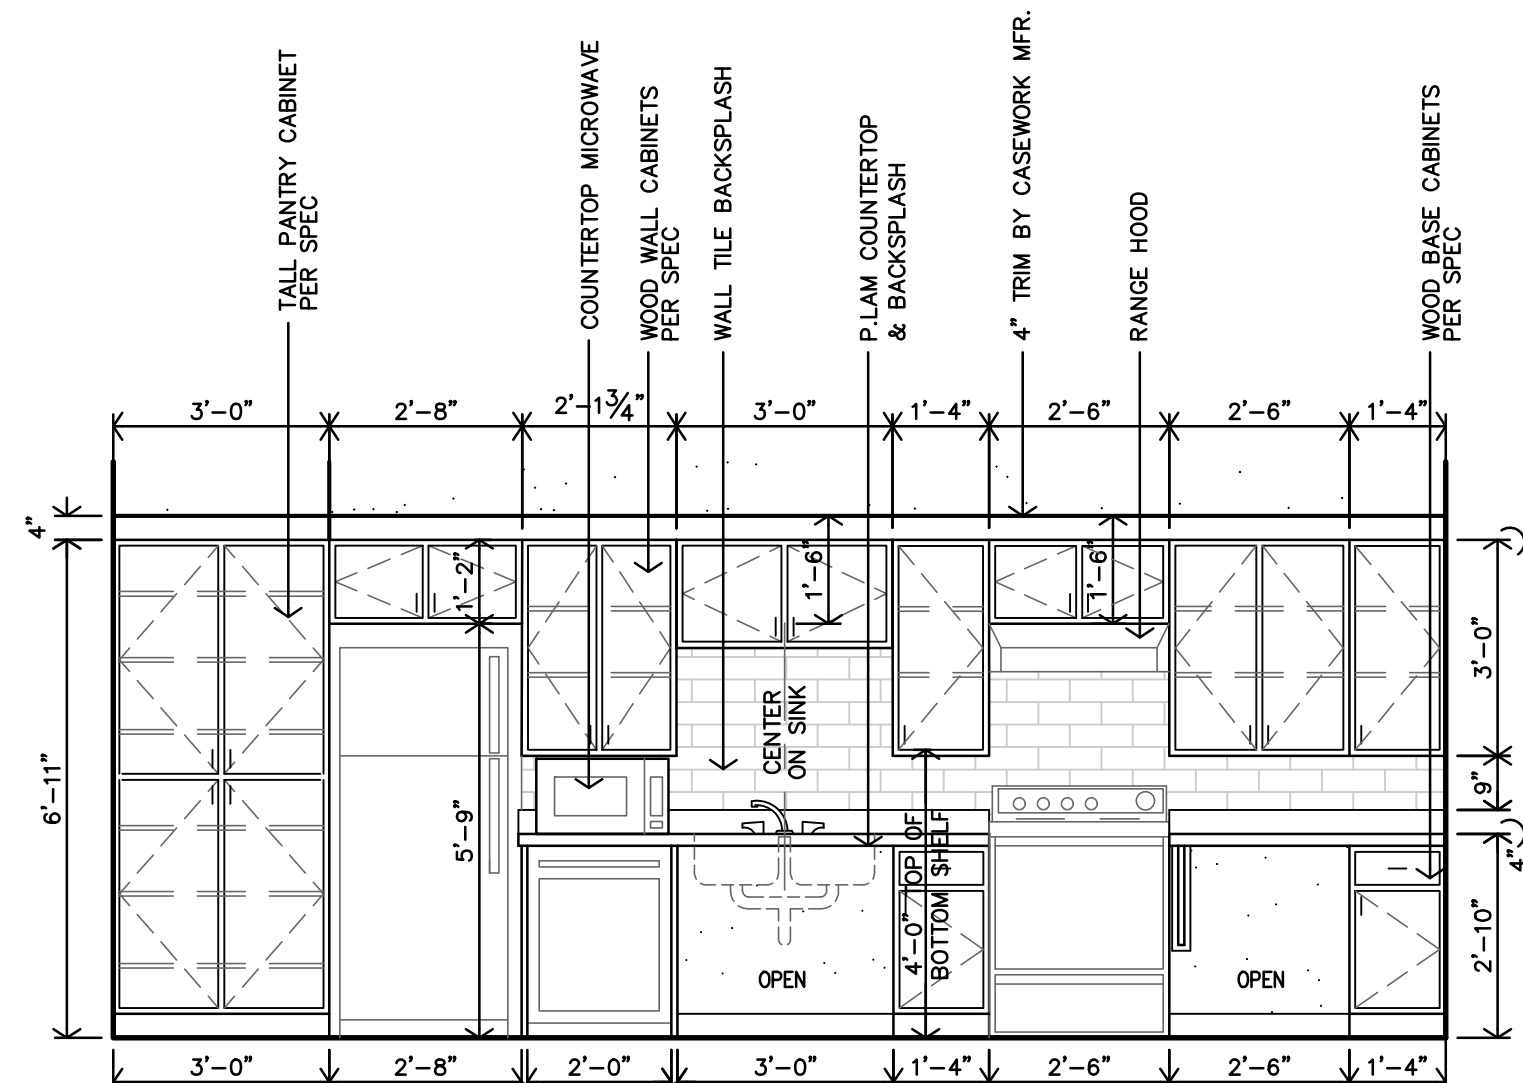 TALL PANTRY CABINET
PER SPEC
COUNTERTOP MICROWAVE
WOOD WALL CABINETS
PER SPEC
WALL TILE BACKSPLASH
P.LAM COUNTERTOP
& BACKSPLASH
4" TRIM BY CASEWORK MFR.
RANGE HOOD
WOOD BASE CABINETS
PER SPEC
3'-0"
2'-8"
2'-1 3/4"
3'-0"
1'-4"
2'-6"
2'-6"
1'-4"
4"
6'-11"
1'-2"
5'-9"
1'-6"
1'-6"
CENTER
ON SINK
4'-0" TOP OF
BOTTOM SHELF
OPEN
OPEN
3'-0"
9"
4"
2'-10"
3'-0"
2'-8"
2'-0"
3'-0"
1'-4"
2'-6"
2'-6"
1'-4"